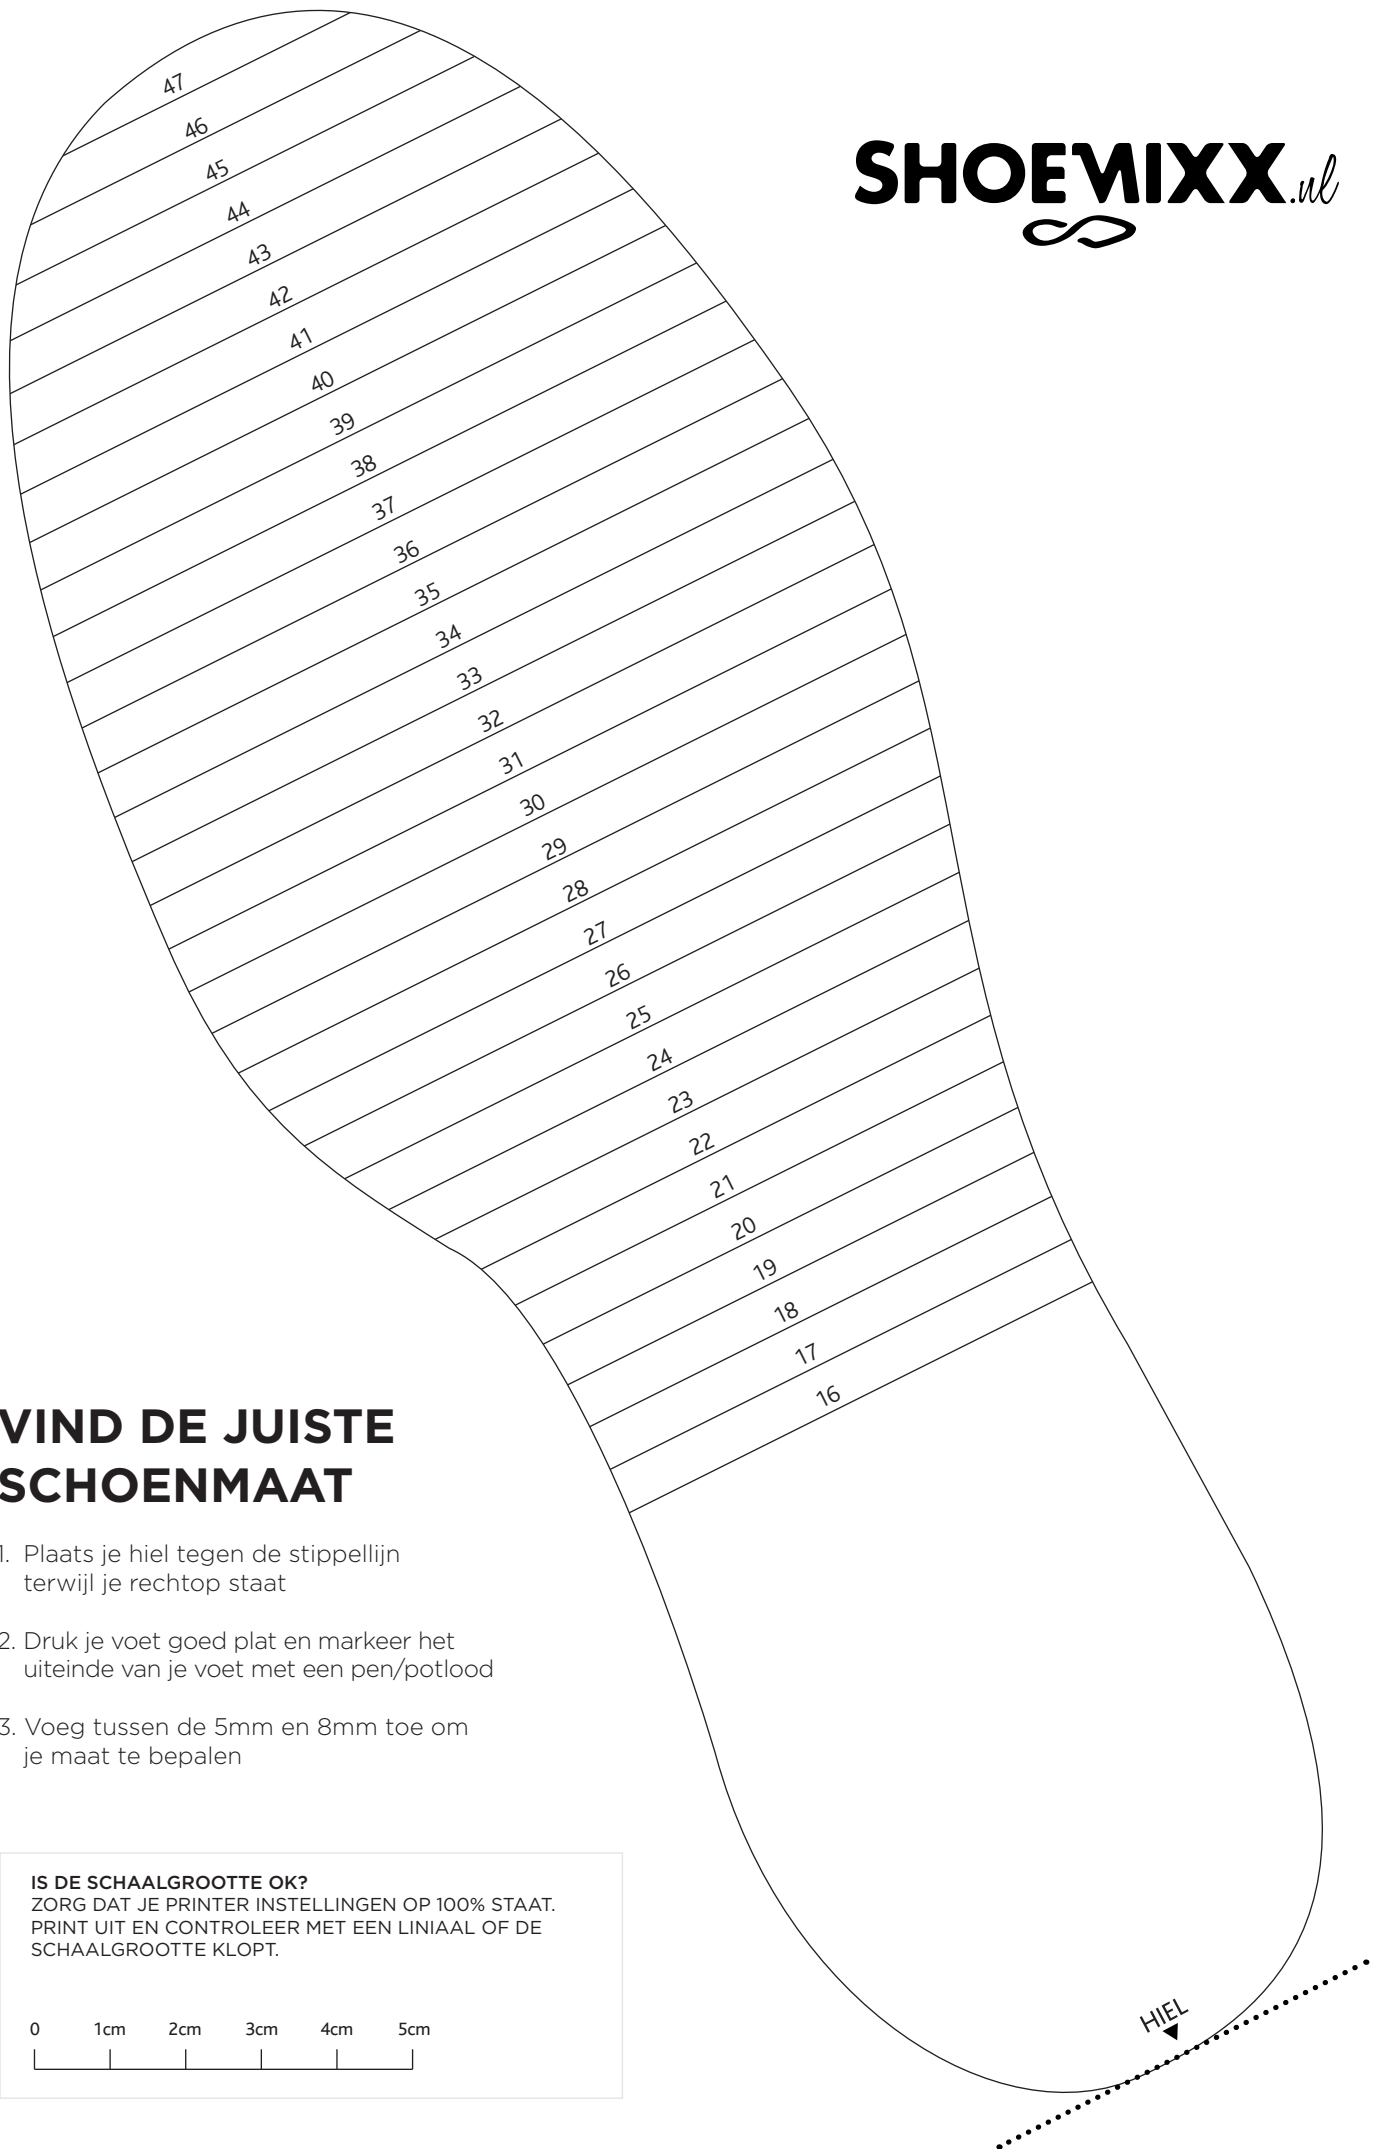 SHOEMIXX.nl
47
46
45
44
43
42
41
40
39
38
37
36
35
34
33
32
31
30
29
28
27
26
25
24
23
22
21
20
19
18
17
16
VIND DE JUISTE
SCHOENMAAT
1. Plaats je hiel tegen de stippellijn
terwijl je rechtop staat
2. Druk je voet goed plat en markeer het
uiteinde van je voet met een pen/potlood
3. Voeg tussen de 5mm en 8mm toe om
je maat te bepalen
IS DE SCHAALGROOTTE OK?
ZORG DAT JE PRINTER INSTELLINGEN OP 100% STAAT.
PRINT UIT EN CONTROLEER MET EEN LINIAAL OF DE
SCHAALGROOTTE KLOPT.
0 1cm 2cm 3cm 4cm 5cm
HIEL